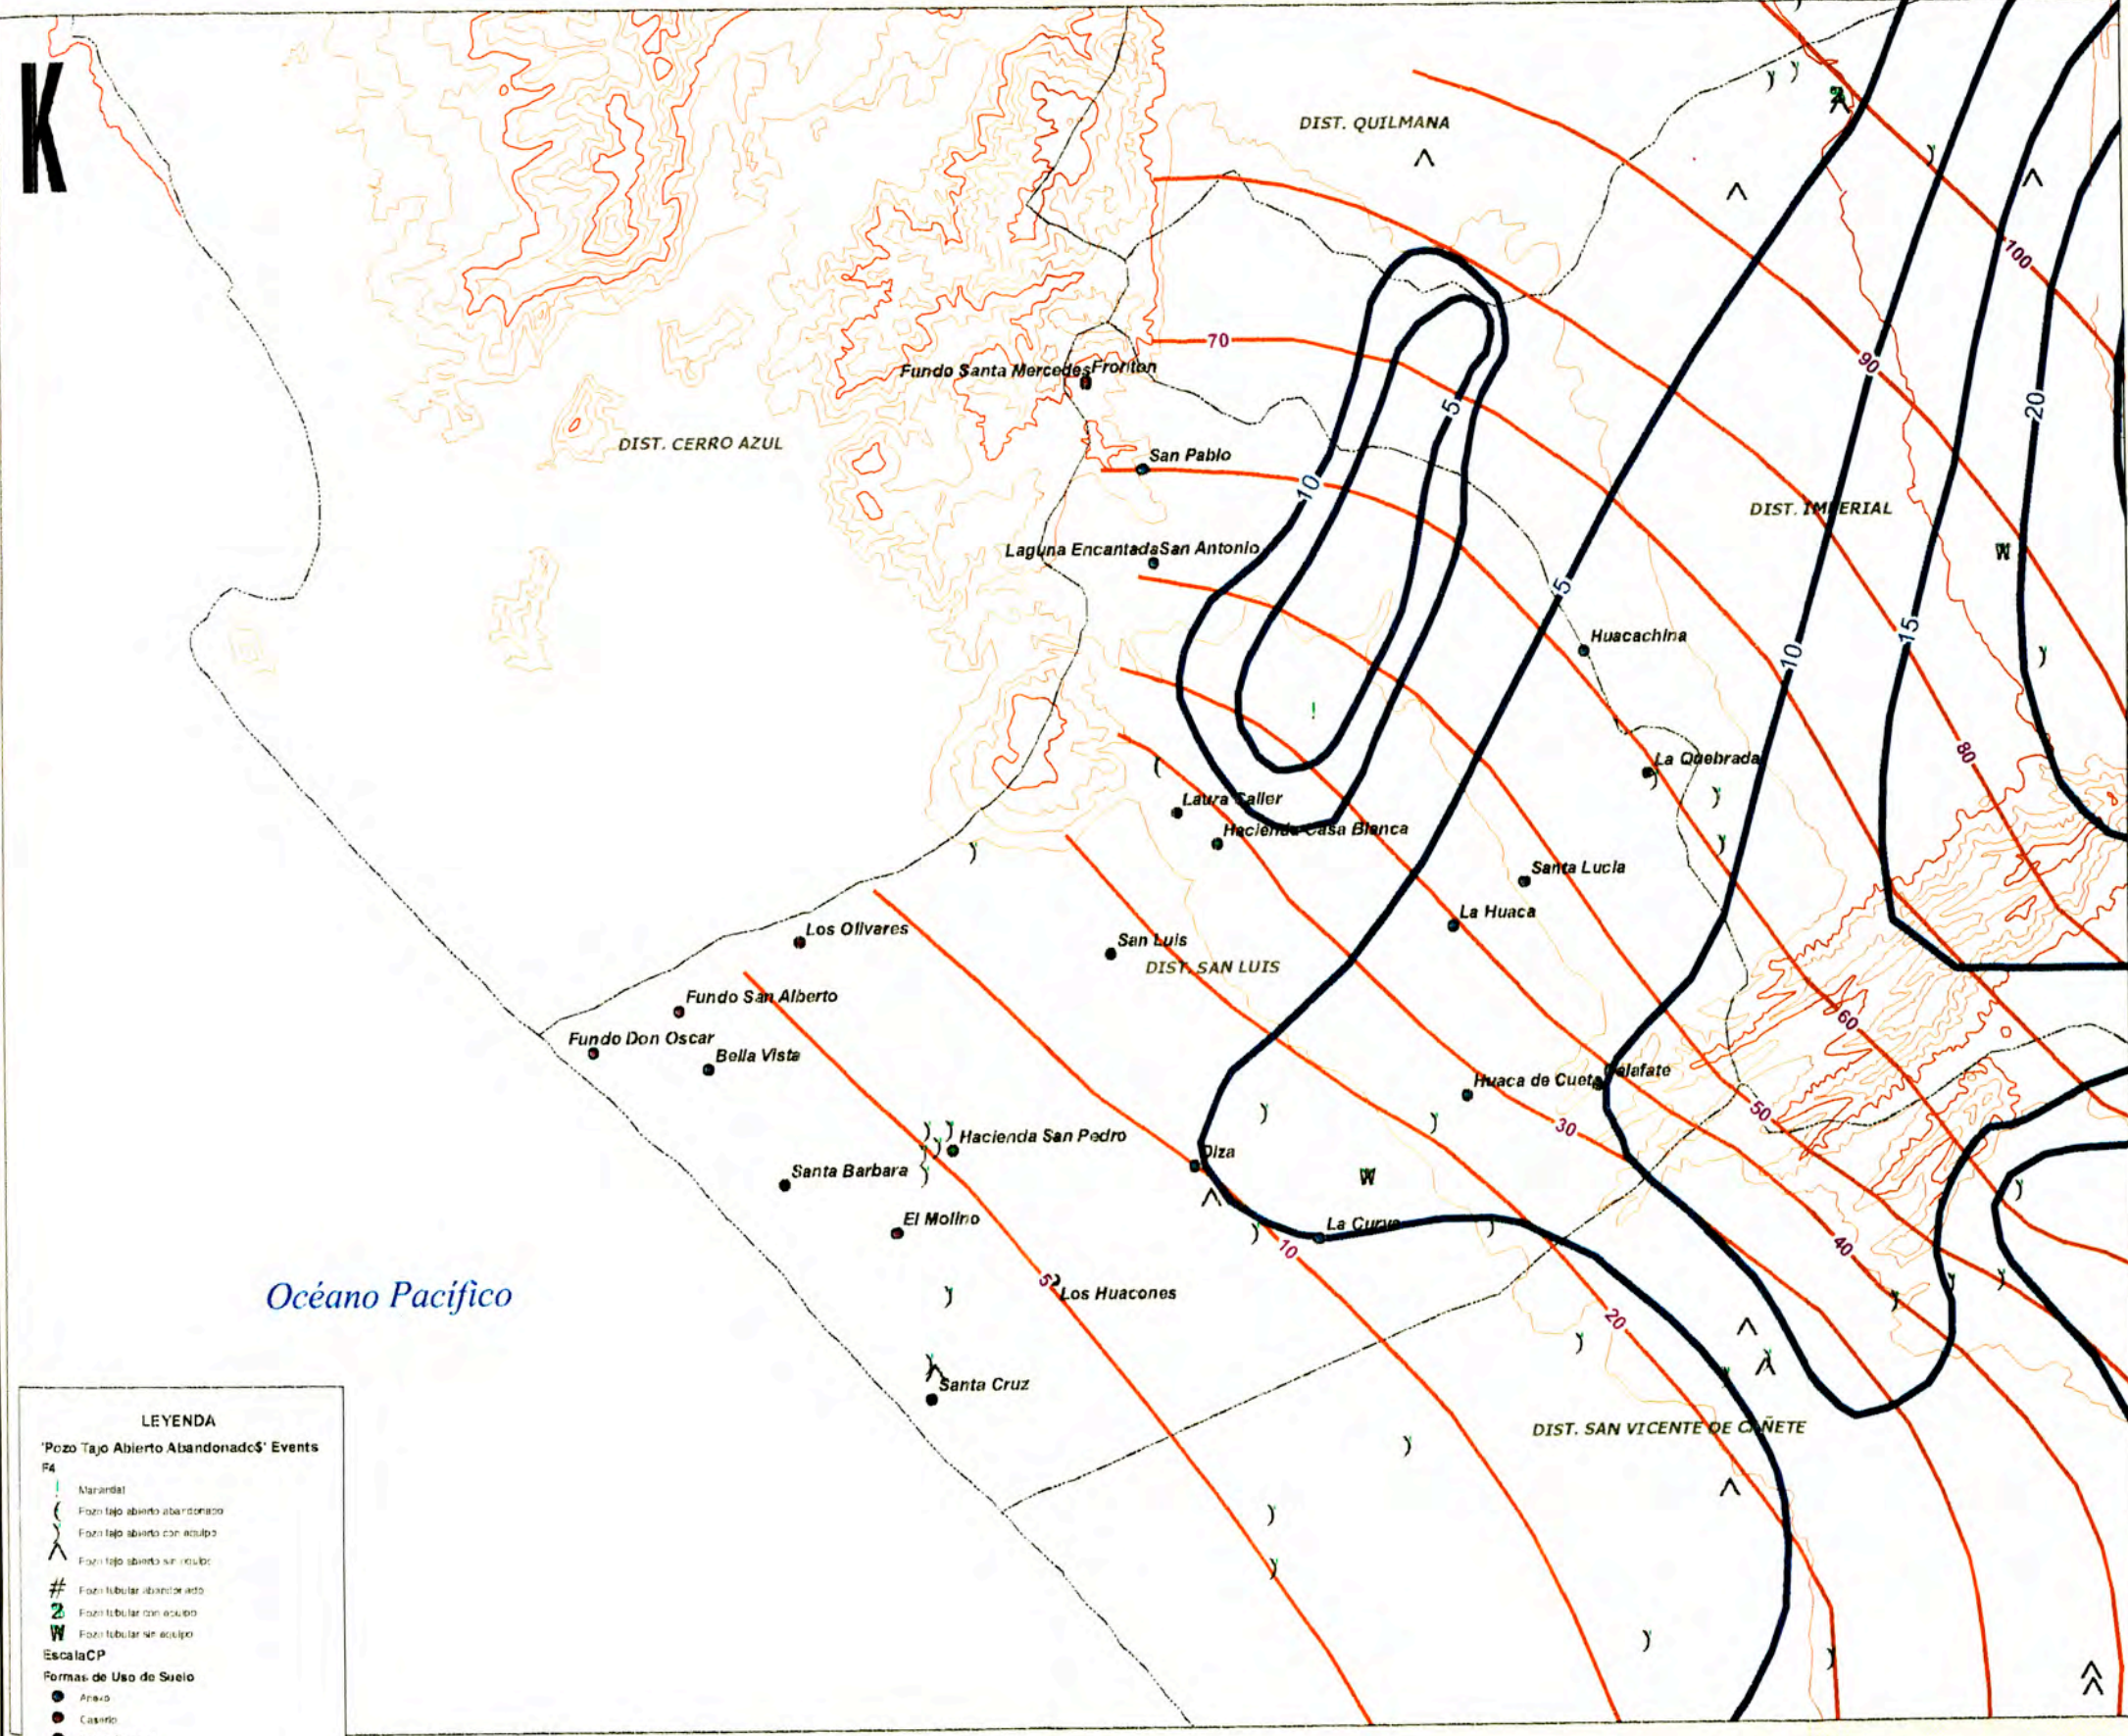 K
DIST. QUILMANA
100
70
90
Fundo Santa Mercedes
Fronton
20
5
DIST. CERRO AZUL
San Pablo
10
DIST. IMPERIAL
Laguna Encantada
San Antonio
5
Huacachina
15
10
80
La Quebrada
Laura Caller
Hacienda Casa Blanca
Santa Lucia
La Huaca
Los Olivares
San Luis
DIST. SAN LUIS
Fundo San Alberto
60
Fundo Don Oscar
Bella Vista
Huaca de Cueta
Calafate
50
30
Hacienda San Pedro
Diza
Santa Barbara
El Molino
La Curva
10
40
5
Los Huacones
Océano Pacífico
20
Santa Cruz
DIST. SAN VICENTE DE CAÑETE
LEYENDA
'Pozo Tajo Abierto Abandonado$' Events
F4
Manantial
Pozo tajo abierto abandonado
Pozo tajo abierto con equipo
Pozo tajo abierto sin equipo
Pozo tubular abandonado
Pozo tubular con equipo
Pozo tubular sin equipo
EscalaCP
Formas de Uso de Suelo
Anexo
Caserio